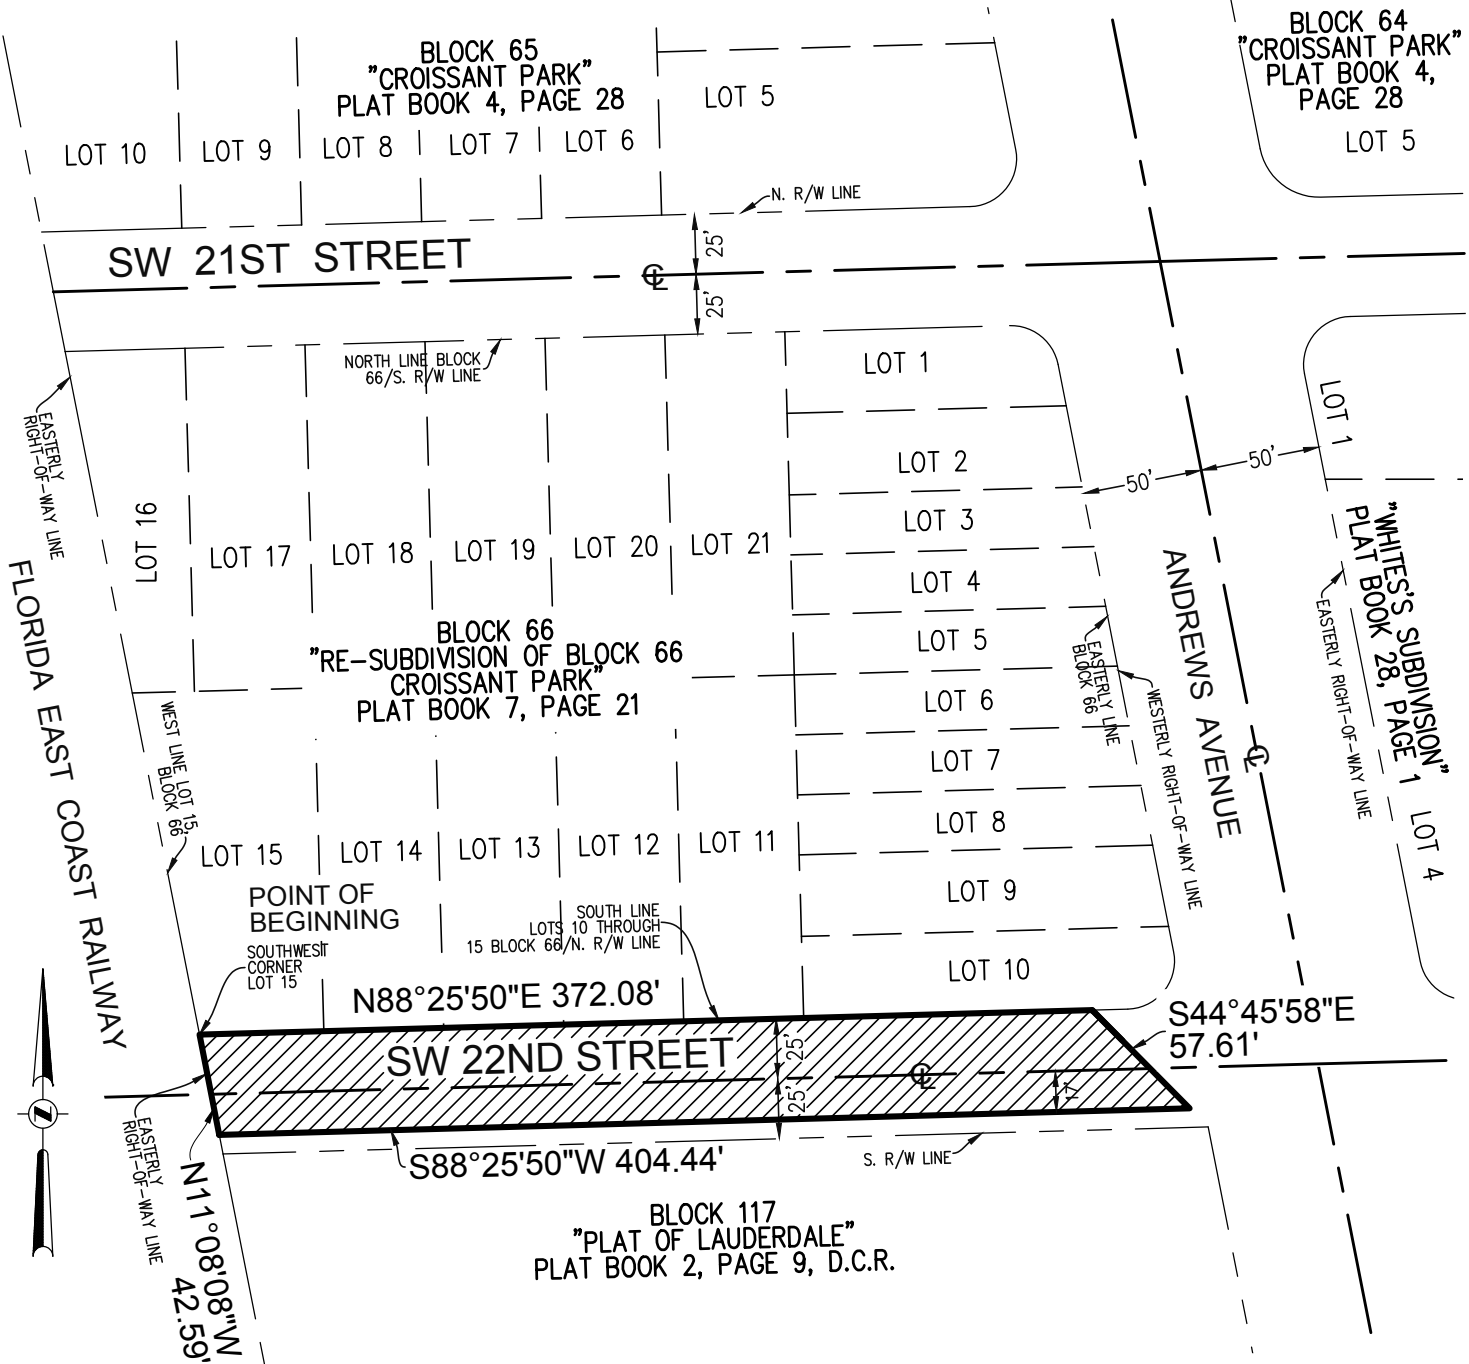 BLOCK 65
"CROISSANT PARK"
PLAT BOOK 4, PAGE 28
BLOCK 64
"CROISSANT PARK"
PLAT BOOK 4,
PAGE 28
LOT 5
LOT 5
LOT 10
LOT 9
LOT 8
LOT 7
LOT 6
N. R/W LINE
SW 21ST STREET
25'
25'
CL
NORTH LINE BLOCK
66/S. R/W LINE
EASTERLY
RIGHT-OF-WAY LINE
LOT 1
LOT 2
LOT 3
LOT 4
LOT 5
LOT 6
LOT 7
LOT 8
LOT 9
LOT 10
50'
50'
LOT 1
LOT 16
LOT 17
LOT 18
LOT 19
LOT 20
LOT 21
BLOCK 66
"RE-SUBDIVISION OF BLOCK 66
CROISSANT PARK"
PLAT BOOK 7, PAGE 21
FLORIDA EAST COAST RAILWAY
WEST LINE LOT 15,
BLOCK 66
EASTERLY LINE
BLOCK 66
WESTERLY RIGHT-OF-WAY LINE
ANDREWS AVENUE
CL
EASTERLY RIGHT-OF-WAY LINE
"WHITES'S SUBDIVISION"
PLAT BOOK 28, PAGE 1
LOT 4
LOT 15
LOT 14
LOT 13
LOT 12
LOT 11
POINT OF
BEGINNING
SOUTHWEST
CORNER
LOT 15
SOUTH LINE
LOTS 10 THROUGH
15 BLOCK 66/N. R/W LINE
N88°25'50"E 372.08'
S44°45'58"E
57.61'
SW 22ND STREET
25'
25'
CL
17'
Z
EASTERLY
RIGHT-OF-WAY LINE
N11°08'08"W
42.59'
S88°25'50"W 404.44'
S. R/W LINE
BLOCK 117
"PLAT OF LAUDERDALE"
PLAT BOOK 2, PAGE 9, D.C.R.